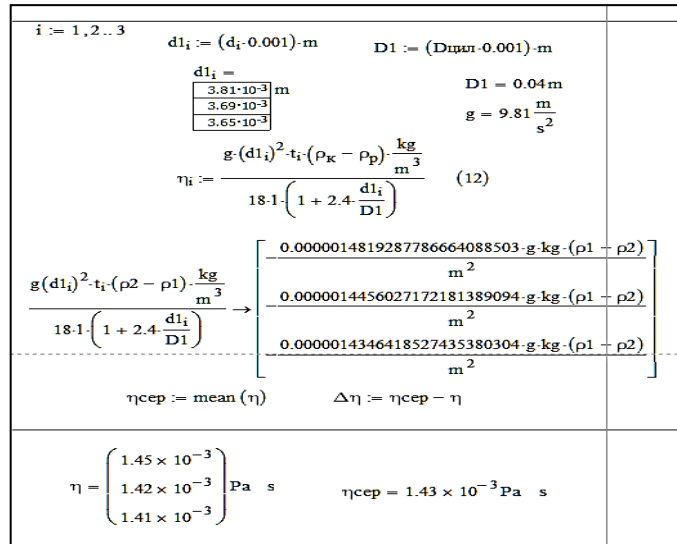 i := 1,2..3
d1i := (di·0.001)·m D1 := (Dцил·0.001)·m
d1i = D1 = 0.04m
3.81·10⁻³ m
3.69·10⁻³
3.65·10⁻³
g = 9.81 m/s²
ηi := g·(d1i)²·ti·(ρк − ρр)·kg/m³ / 18·1·(1 + 2.4·d1i/D1) (12)
g(d1i)²·ti·(ρ2 − ρ1)·kg/m³ / 18·1·(1 + 2.4·d1i/D1) →
− 0.0000014819287786664088503·g·kg·(ρ1 − ρ2) / m²
− 0.0000014456027172181389094·g·kg·(ρ1 − ρ2) / m²
− 0.0000014346418527435380304·g·kg·(ρ1 − ρ2) / m²
ηсер := mean (η) Δη := ηсер − η
η = (1.45 × 10⁻³
1.42 × 10⁻³
1.41 × 10⁻³) Pa s
ηсер = 1.43 × 10⁻³ Pa s